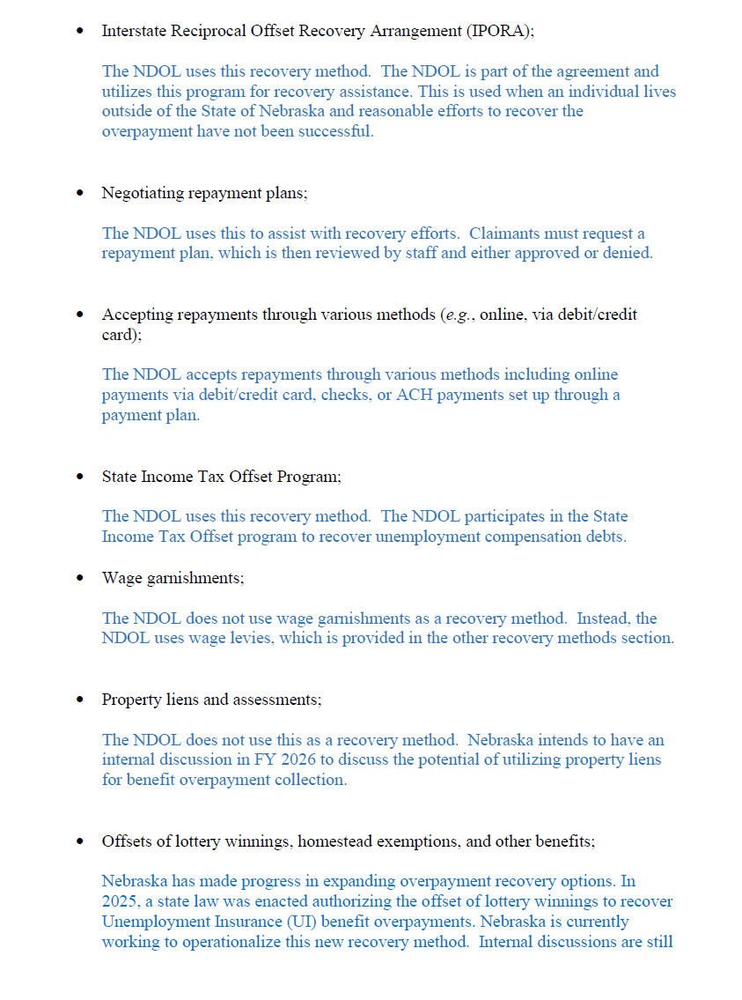 • Interstate Reciprocal Offset Recovery Arrangement (IPORA);
The NDOL uses this recovery method.  The NDOL is part of the agreement and
utilizes this program for recovery assistance. This is used when an individual lives
outside of the State of Nebraska and reasonable efforts to recover the
overpayment have not been successful.
• Negotiating repayment plans;
The NDOL uses this to assist with recovery efforts.  Claimants must request a
repayment plan, which is then reviewed by staff and either approved or denied.
• Accepting repayments through various methods (e.g., online, via debit/credit
card);
The NDOL accepts repayments through various methods including online
payments via debit/credit card, checks, or ACH payments set up through a
payment plan.
• State Income Tax Offset Program;
The NDOL uses this recovery method.  The NDOL participates in the State
Income Tax Offset program to recover unemployment compensation debts.
• Wage garnishments;
The NDOL does not use wage garnishments as a recovery method.  Instead, the
NDOL uses wage levies, which is provided in the other recovery methods section.
• Property liens and assessments;
The NDOL does not use this as a recovery method.  Nebraska intends to have an
internal discussion in FY 2026 to discuss the potential of utilizing property liens
for benefit overpayment collection.
• Offsets of lottery winnings, homestead exemptions, and other benefits;
Nebraska has made progress in expanding overpayment recovery options. In
2025, a state law was enacted authorizing the offset of lottery winnings to recover
Unemployment Insurance (UI) benefit overpayments. Nebraska is currently
working to operationalize this new recovery method.  Internal discussions are still